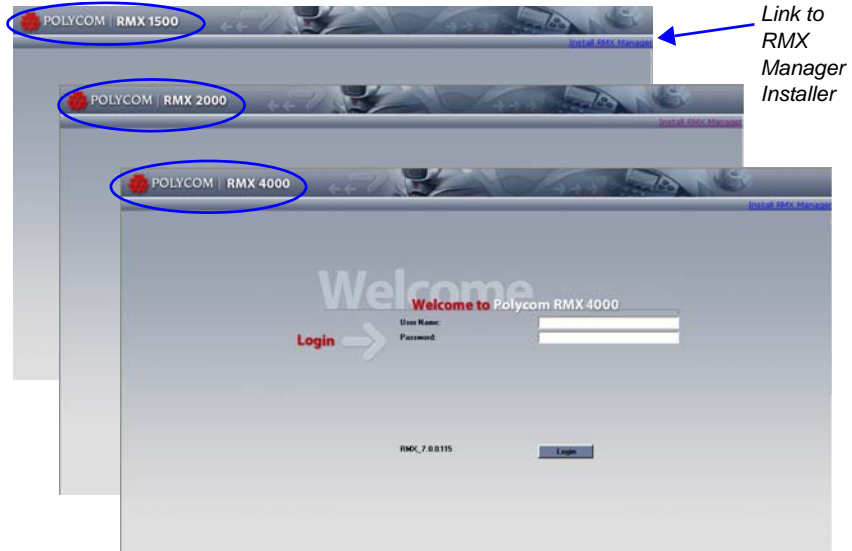 POLYCOM | RMX 1500
Install RMX Manager
Link to
RMX
Manager
Installer
POLYCOM | RMX 2000
Install RMX Manager
POLYCOM | RMX 4000
Install RMX Manager
Welcome
Welcome to Polycom RMX 4000
User Name:
Login
Password:
RMX_7.0.0.115
Login